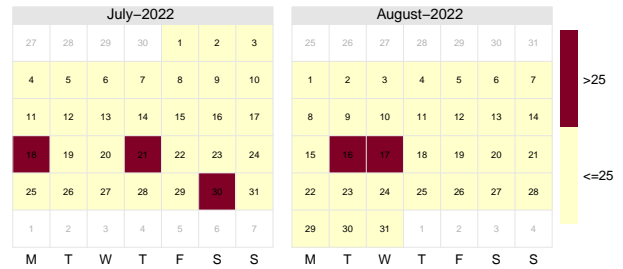 July−2022
27 28 29 30 1 2 3
4 5 6 7 8 9 10
11 12 13 14 15 16 17
18 19 20 21 22 23 24
25 26 27 28 29 30 31
1 2 3 4 5 6 7
M T W T F S S
August−2022
25 26 27 28 29 30 31
1 2 3 4 5 6 7
8 9 10 11 12 13 14
15 16 17 18 19 20 21
22 23 24 25 26 27 28
29 30 31 1 2 3 4
M T W T F S S
>25
<=25